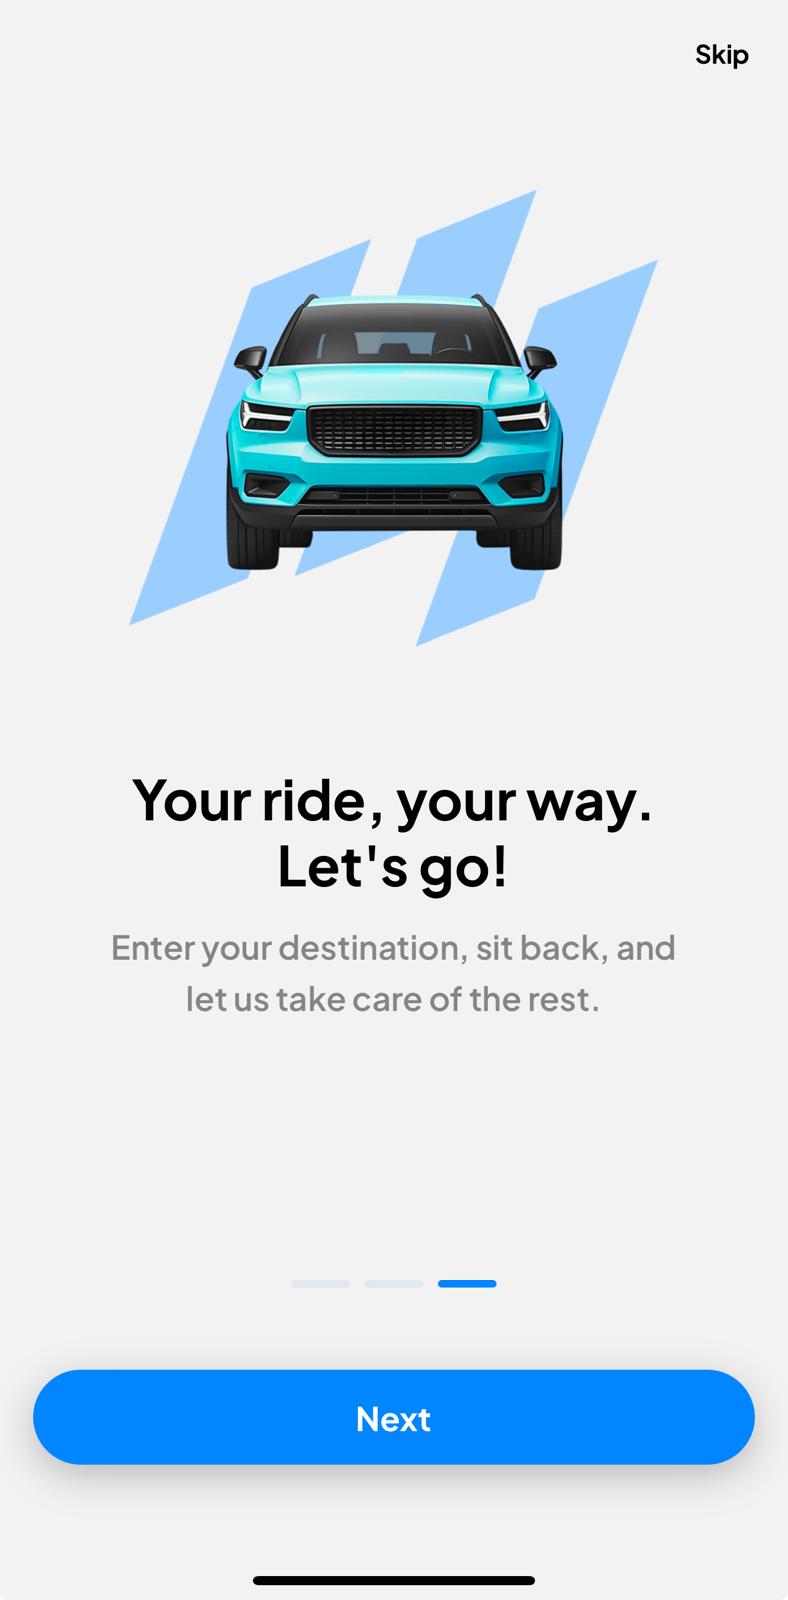 Skip
Your ride, your way.
Let's go!
Enter your destination, sit back, and
let us take care of the rest.
Next